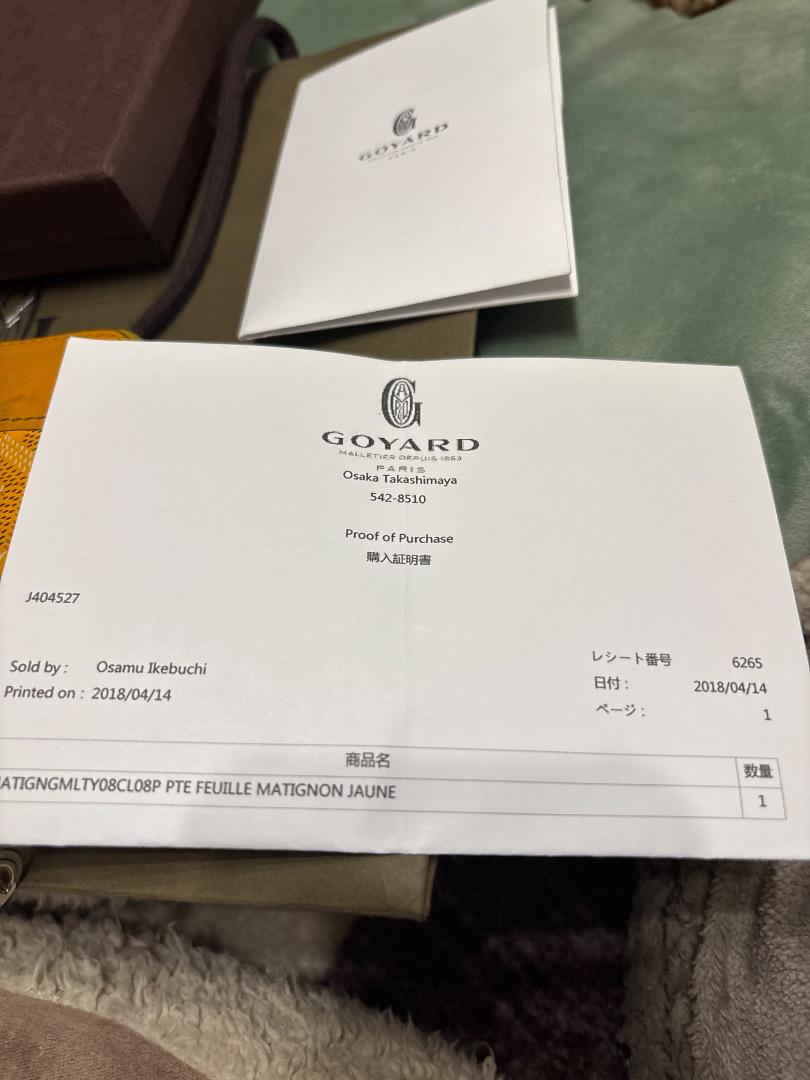 GOYARD
PARIS
GOYARD
MALLETIER DEPUIS 1853
PARIS
Osaka Takashimaya
542-8510
Proof of Purchase
購入証明書
J404527
Sold by : Osamu Ikebuchi
Printed on : 2018/04/14
レシート番号 6265
日付 : 2018/04/14
ページ : 1
商品名 数量
ATIGNGMLTY08CL08P PTE FEUILLE MATIGNON JAUNE 1